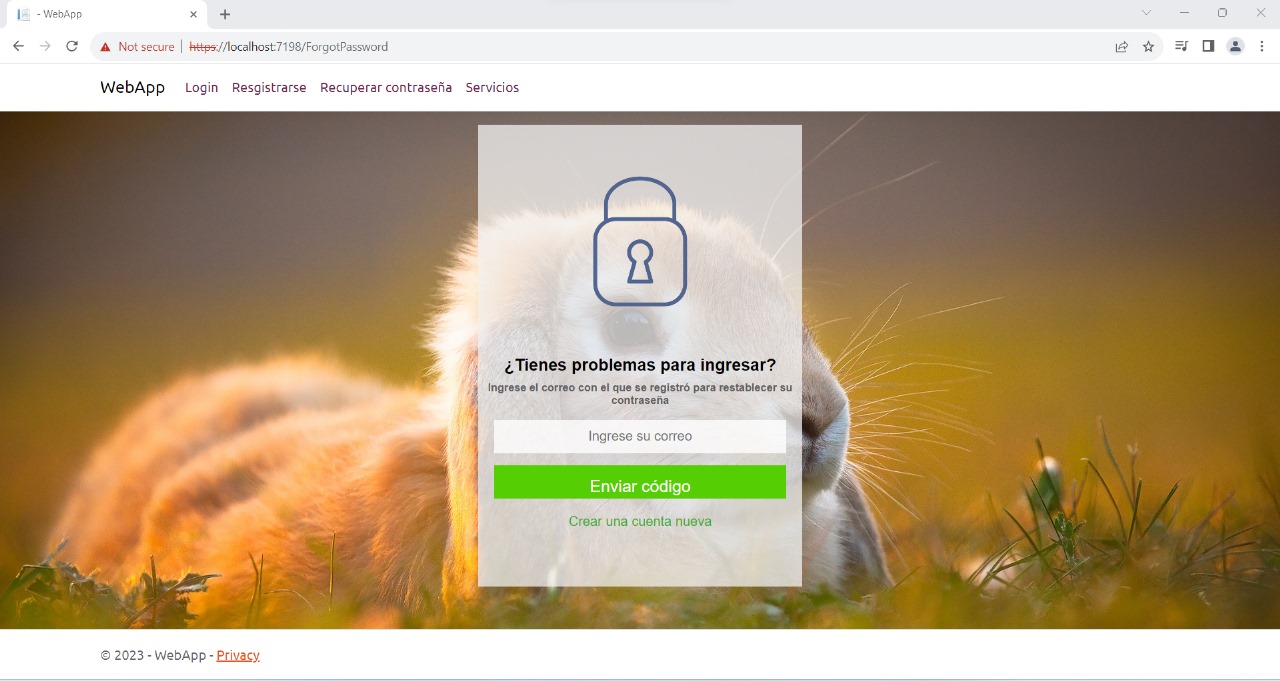 - WebApp
Not secure https://localhost:7198/ForgotPassword
WebApp Login Resgistrarse Recuperar contraseña Servicios
¿Tienes problemas para ingresar?
Ingrese el correo con el que se registró para restablecer su
contraseña
Ingrese su correo
Enviar código
Crear una cuenta nueva
© 2023 - WebApp - Privacy